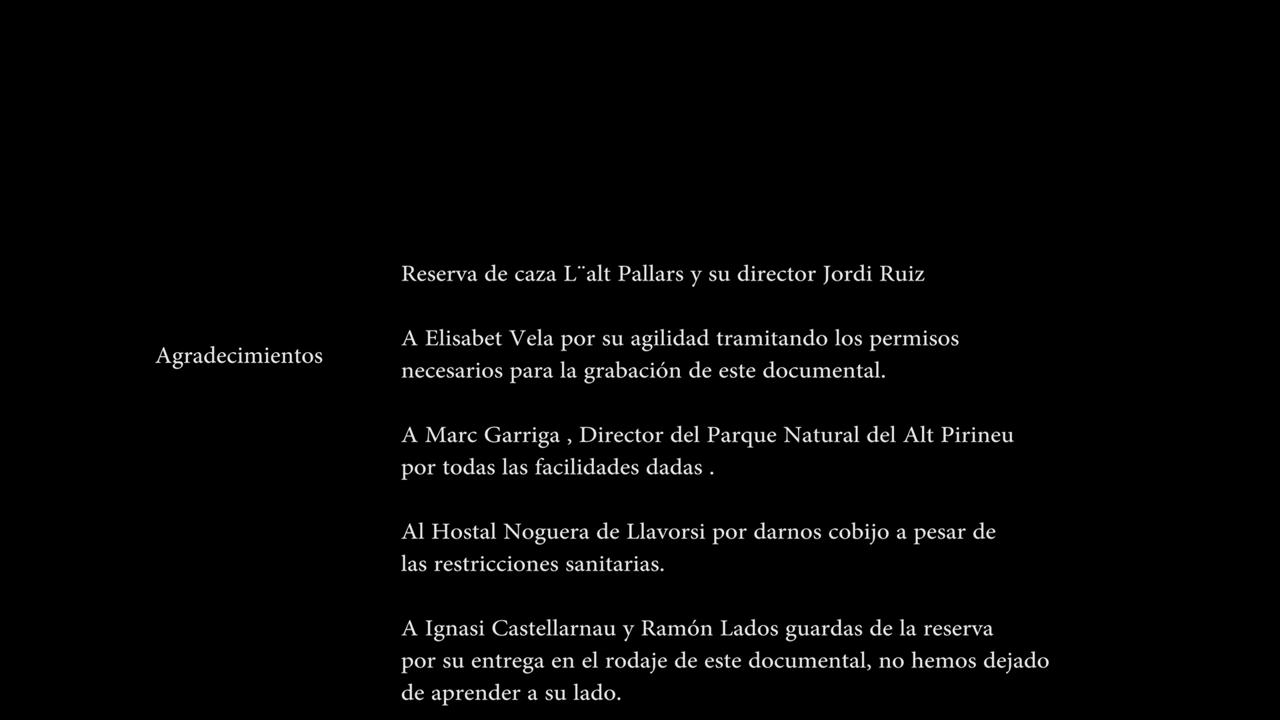 Reserva de caza L¨alt Pallars y su director Jordi Ruiz
Agradecimientos
A Elisabet Vela por su agilidad tramitando los permisos
necesarios para la grabación de este documental.
A Marc Garriga , Director del Parque Natural del Alt Pirineu
por todas las facilidades dadas .
Al Hostal Noguera de Llavorsi por darnos cobijo a pesar de
las restricciones sanitarias.
A Ignasi Castellarnau y Ramón Lados guardas de la reserva
por su entrega en el rodaje de este documental, no hemos dejado
de aprender a su lado.